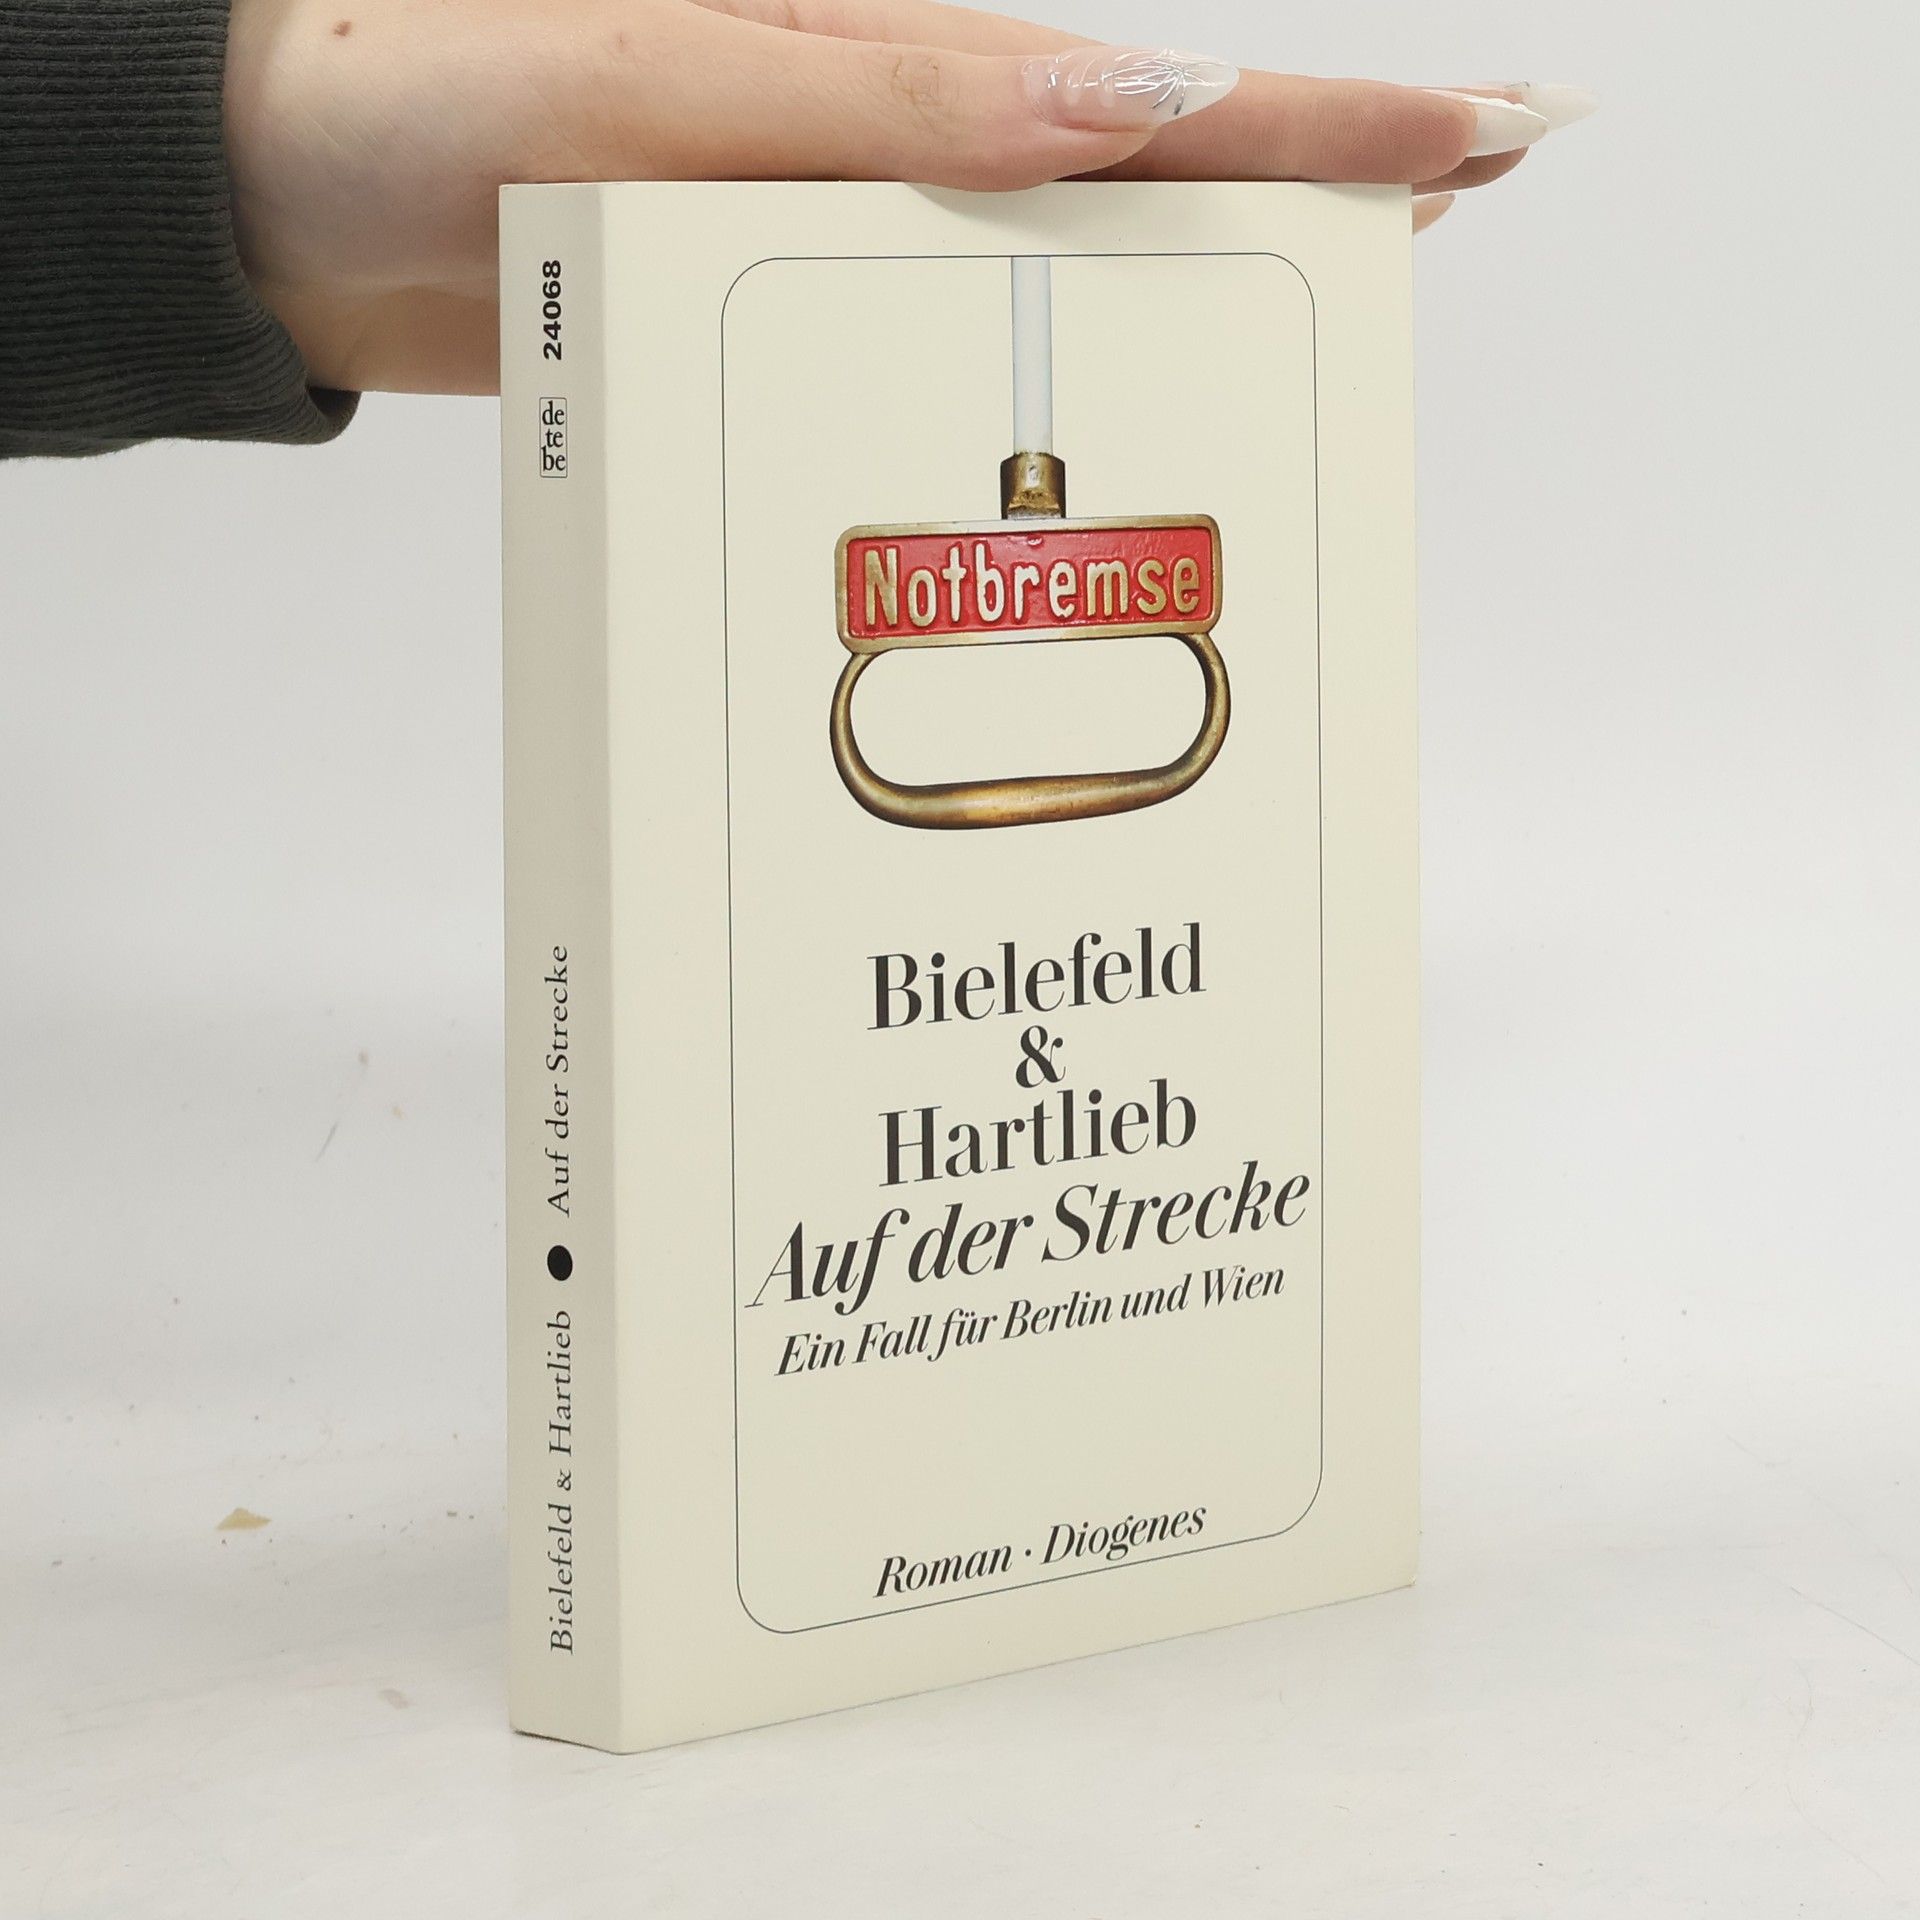 24068
de
te
be
Bielefeld & Hartlieb ● Auf der Strecke
Notbremse
Bielefeld
&
Hartlieb
Auf der Strecke
Ein Fall für Berlin und Wien
Roman · Diogenes